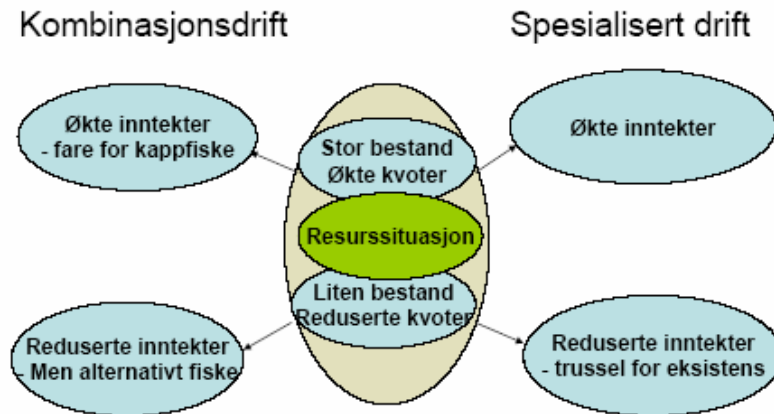 Kombinasjonsdrift
Spesialisert drift
Økte inntekter
- fare for kappfiske
Stor bestand
Økte kvoter
Økte inntekter
Resurssituasjon
Liten bestand
Reduserte kvoter
Reduserte inntekter
- Men alternativt fiske
Reduserte inntekter
- trussel for eksistens